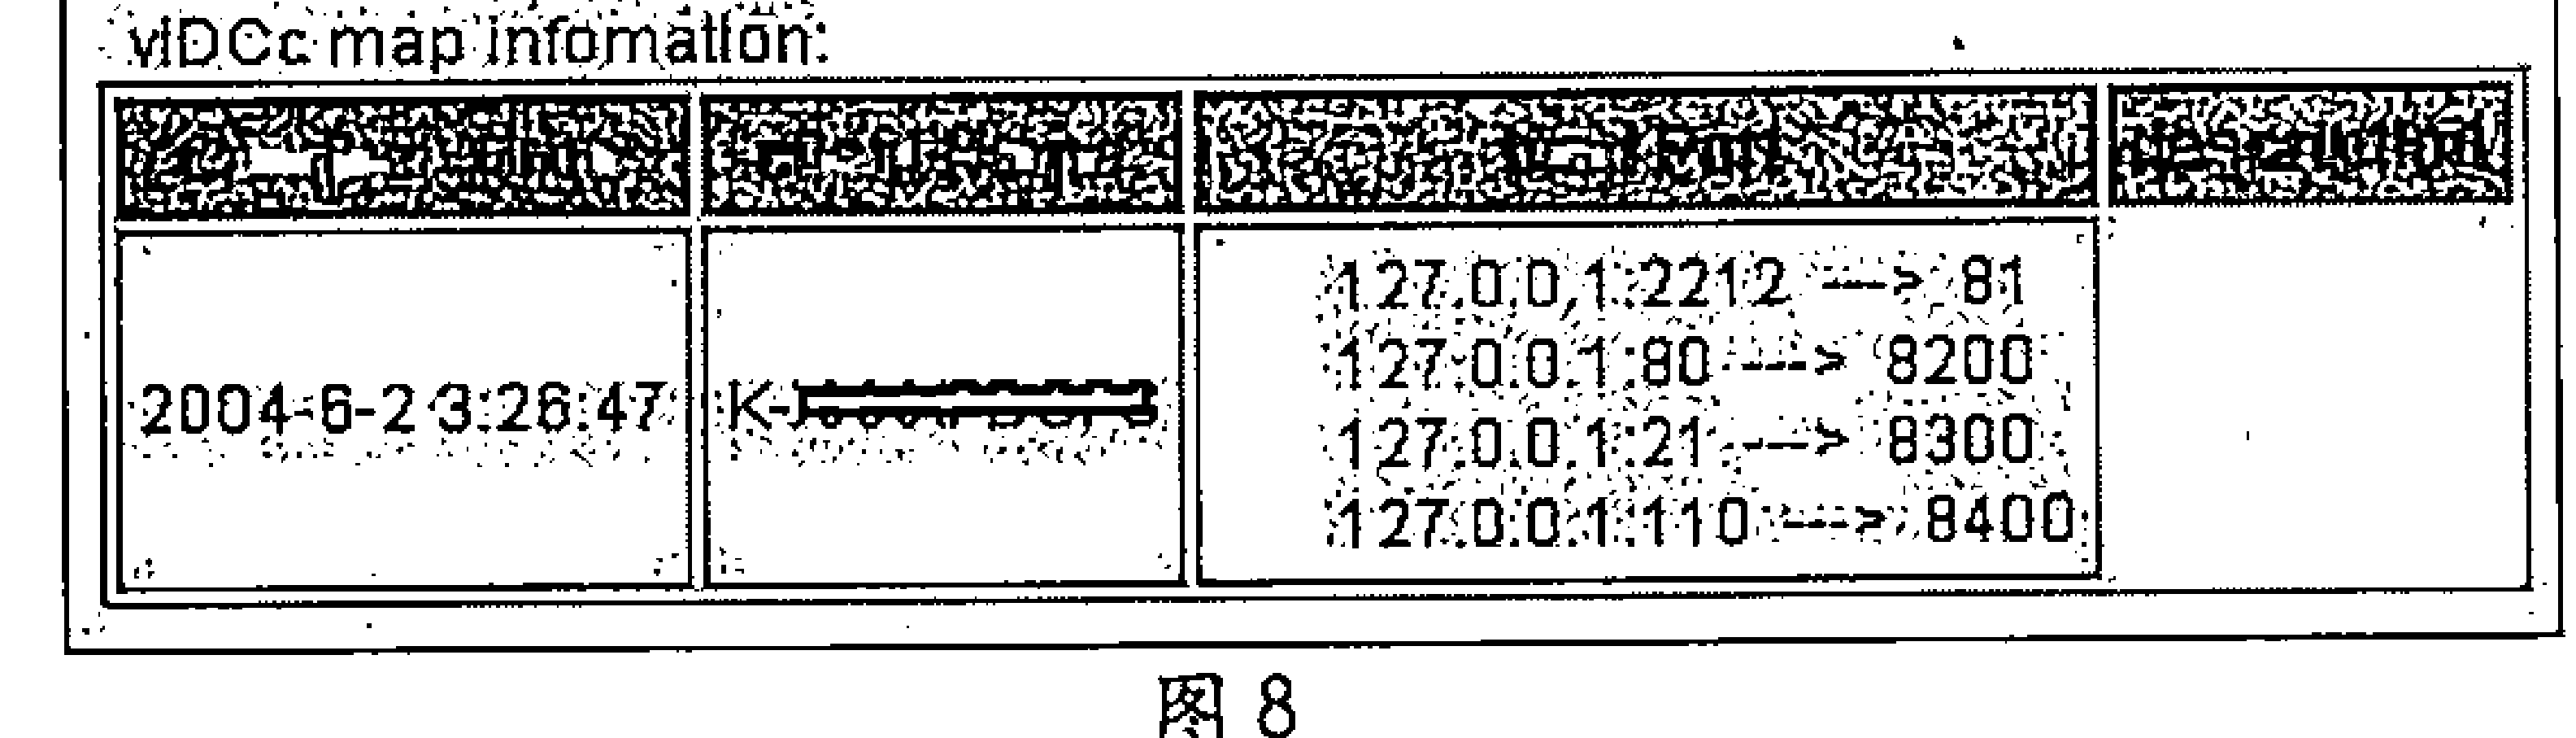 vIDCc map infomation:
127.0.0.1:2212 ---> 81
127.0.0.1:80 ---> 8200
2004-6-2 3:26:47 K-
127.0.0.1:21 ---> 8300
127.0.0.1:110 ---> 8400
图 8